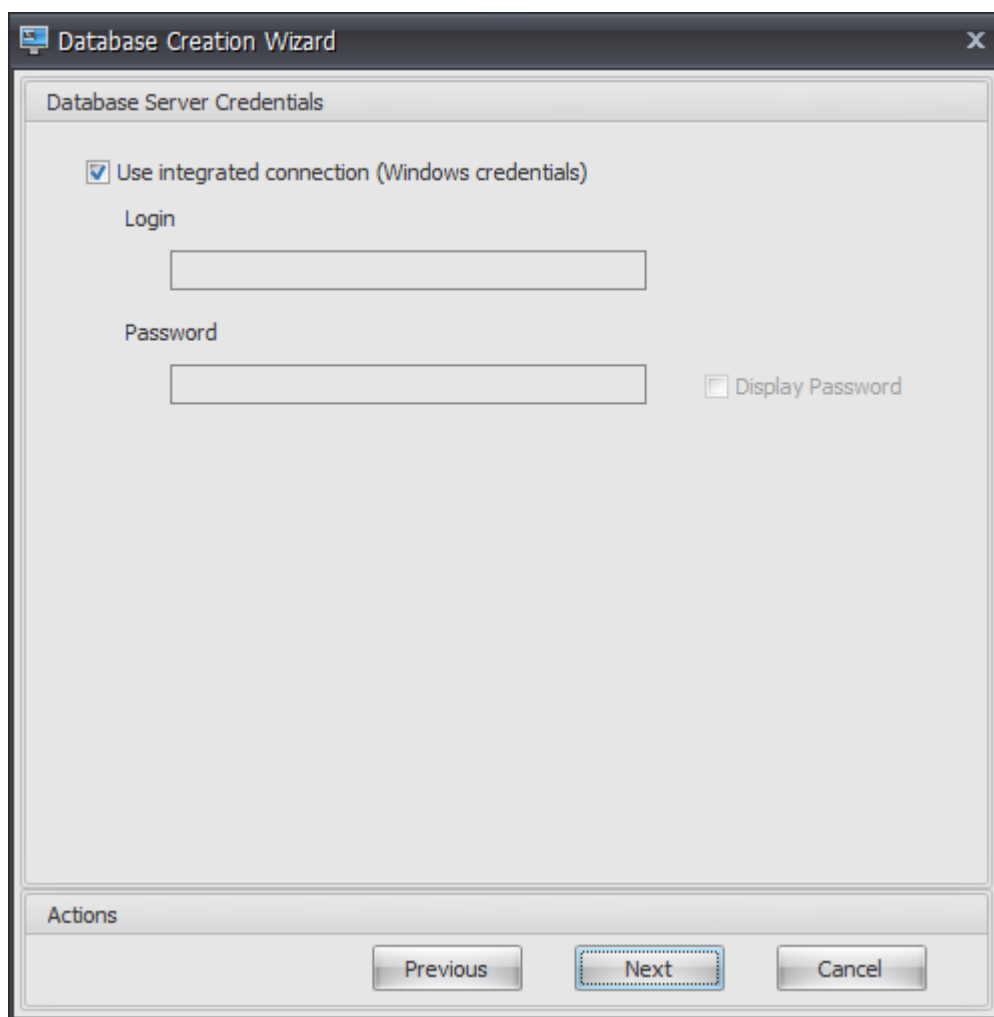 Database Creation Wizard
Database Server Credentials
Use integrated connection (Windows credentials)
Login
Password
Display Password
Actions
Previous Next Cancel